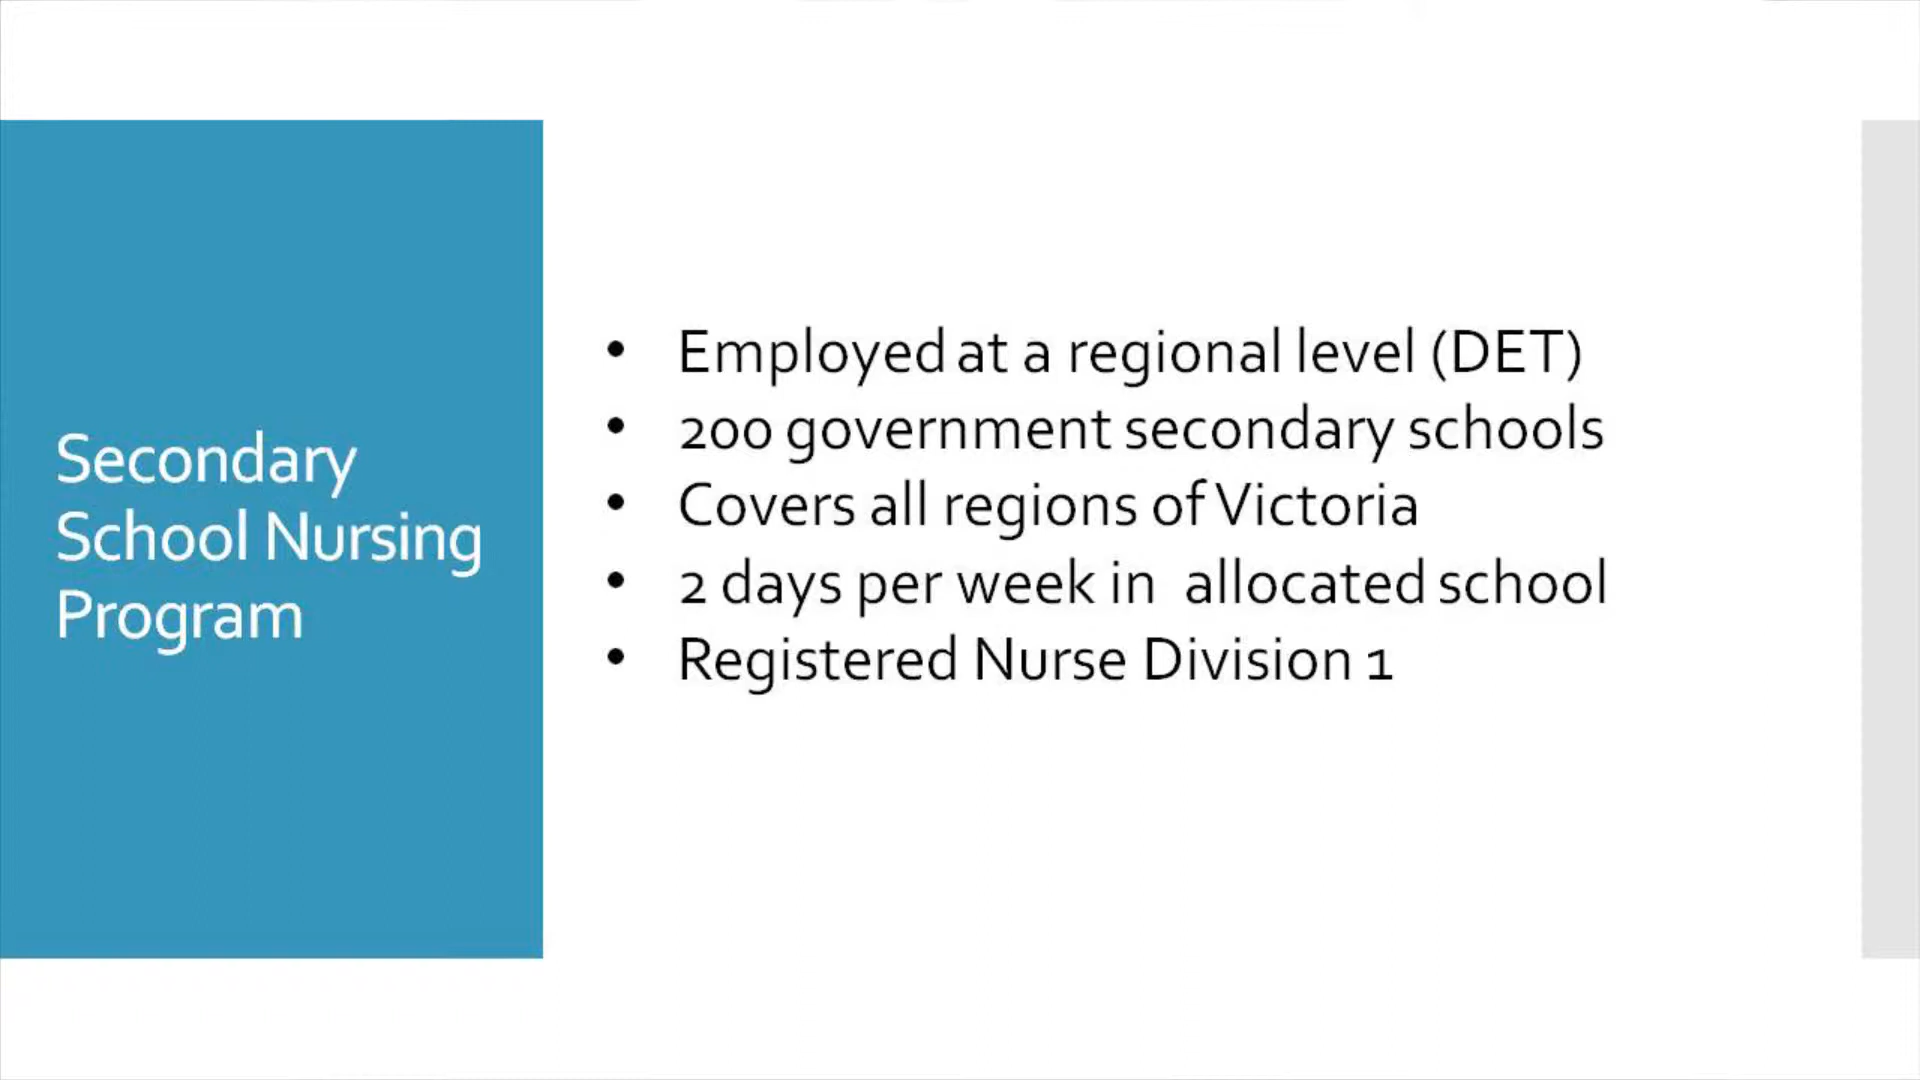 Secondary
School Nursing
Program
• Employed at a regional level (DET)
• 200 government secondary schools
• Covers all regions of Victoria
• 2 days per week in allocated school
• Registered Nurse Division 1